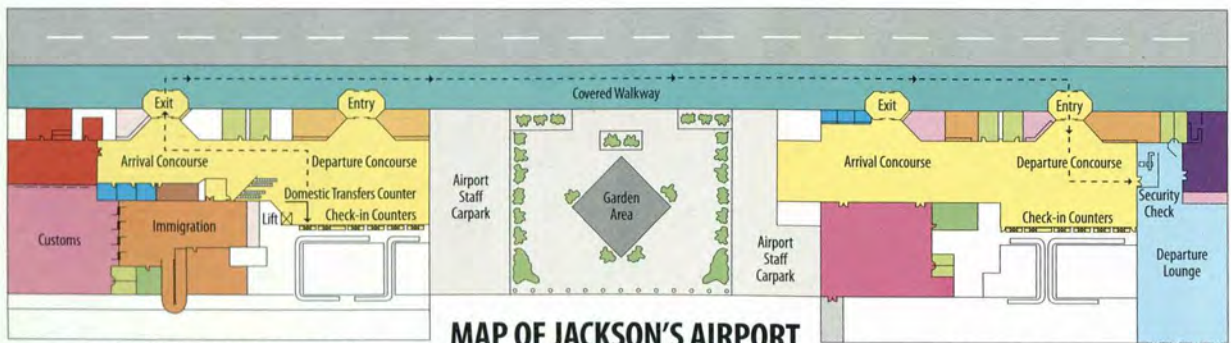 Covered Walkway
Exit
Entry
Exit
Entry
Arrival Concourse
Departure Concourse
Domestic Transfers Counter
Check-in Counters
Lift
Customs
Immigration
Airport
Staff
Carpark
Garden
Area
Airport
Staff
Carpark
Arrival Concourse
Departure Concourse
Check-in Counters
Security
Check
Departure
Lounge
MAP OF JACKSON'S AIRPORT